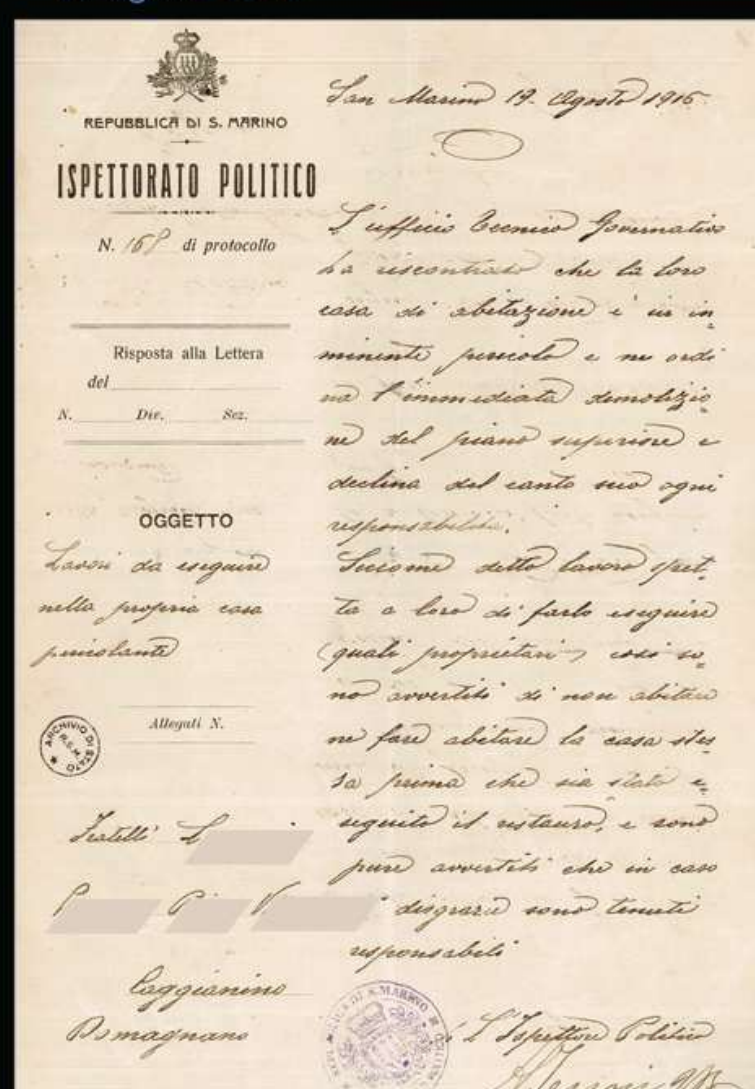 REPUBBLICA DI S. MARINO
ISPETTORATO POLITICO
N. 168 di protocollo
Risposta alla Lettera
del
N. Div. Sez.
OGGETTO
Lavori da eseguire
nella propria casa
pericolante
Allegati N.
ARCHIVIO DI STATO
R.S.M.
Fratelli L
P P V
Caggianino
Romagnano
San Marino 19. Agosto 1916
L'ufficio Tecnico Governativo
ha riscontrato che la loro
casa di abitazione è in im
minente pericolo e ne ordi
na l'immediata demolizio
ne del piano superiore e
declina dal canto suo ogni
responsabilità.
Siccome detto lavoro spet
ta a loro di farlo eseguire
(quali proprietari) così so
no avvertiti di non abitare
ne fare abitare la casa stes
sa prima che sia stato e
seguito il restauro, e sono
pure avvertiti che in caso
disgrazie sono tenuti
responsabili
L'Ispettore Politico